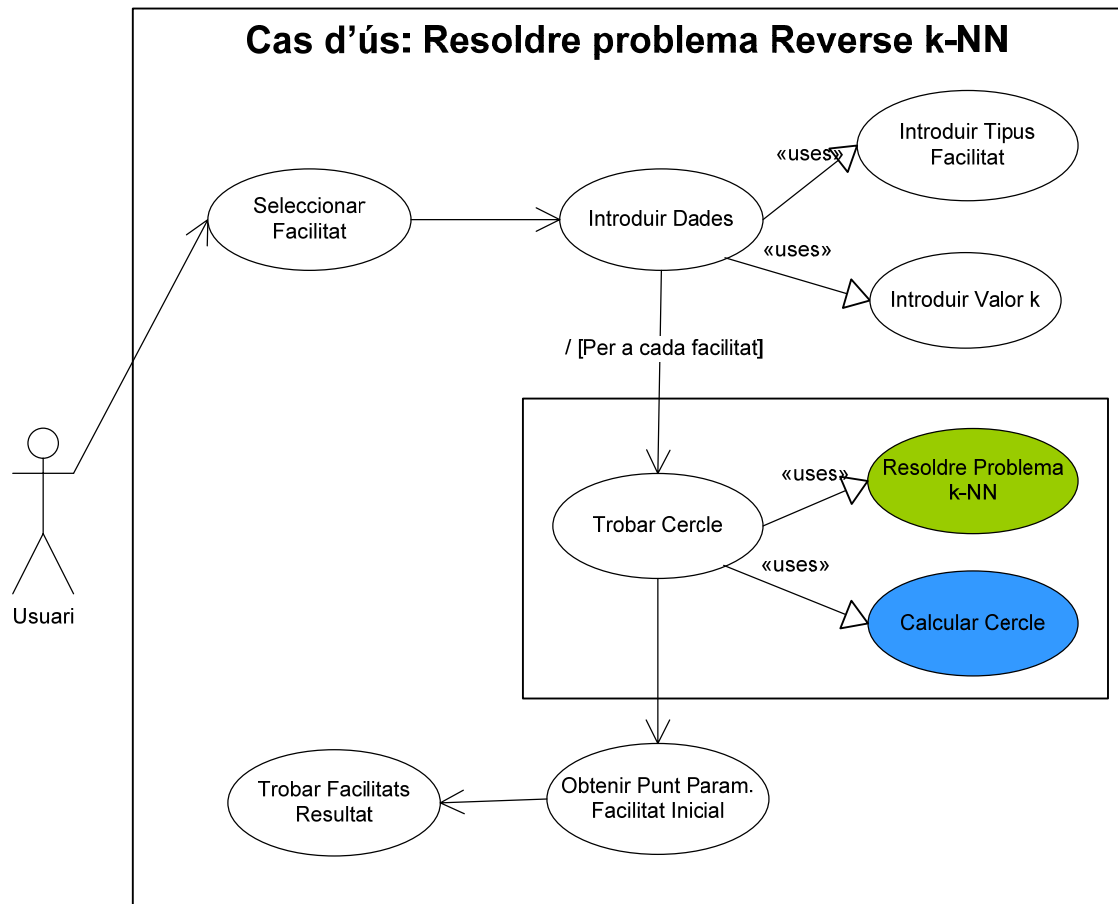 Cas d'ús: Resoldre problema Reverse k-NN
Introduir Tipus
Facilitat
«uses»
Seleccionar
Facilitat
Introduir Dades
«uses»
Introduir Valor k
/ [Per a cada facilitat]
Resoldre Problema
k-NN
«uses»
Trobar Cercle
«uses»
Calcular Cercle
Usuari
Obtenir Punt Param.
Facilitat Inicial
Trobar Facilitats
Resultat